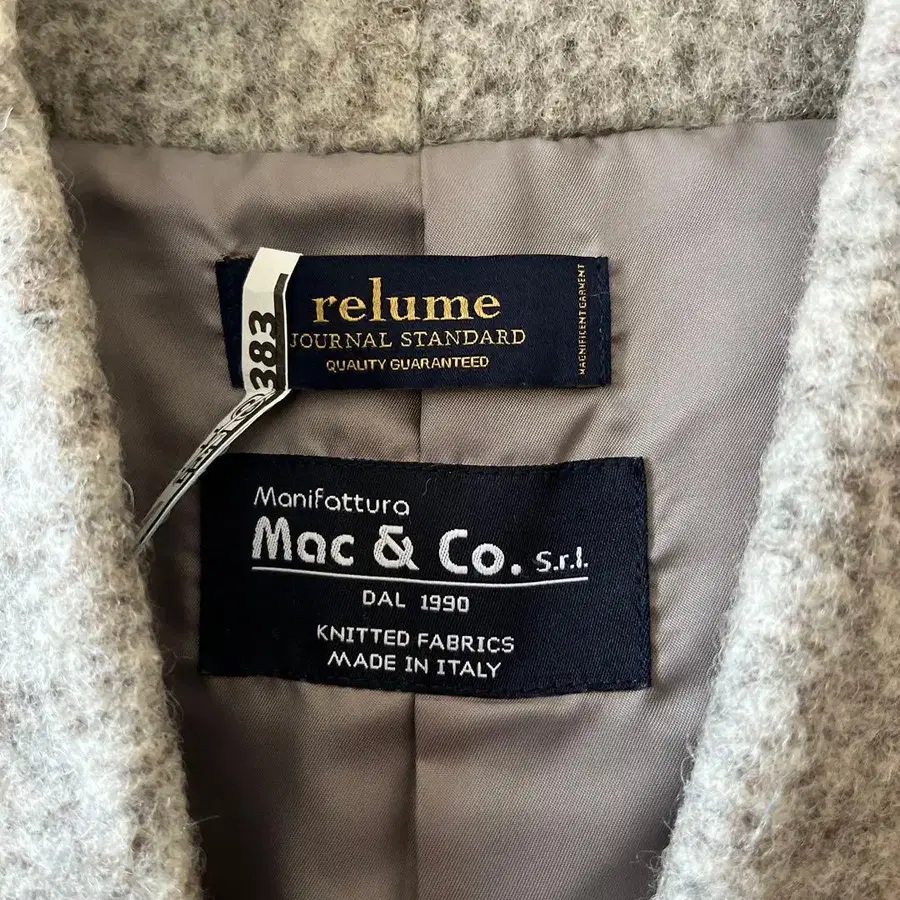 relume
JOURNAL STANDARD
QUALITY GUARANTEED
MAGNIFICENT GARMENT
383
Manifattura
Mac & Co. S.r.l.
DAL 1990
KNITTED FABRICS
MADE IN ITALY